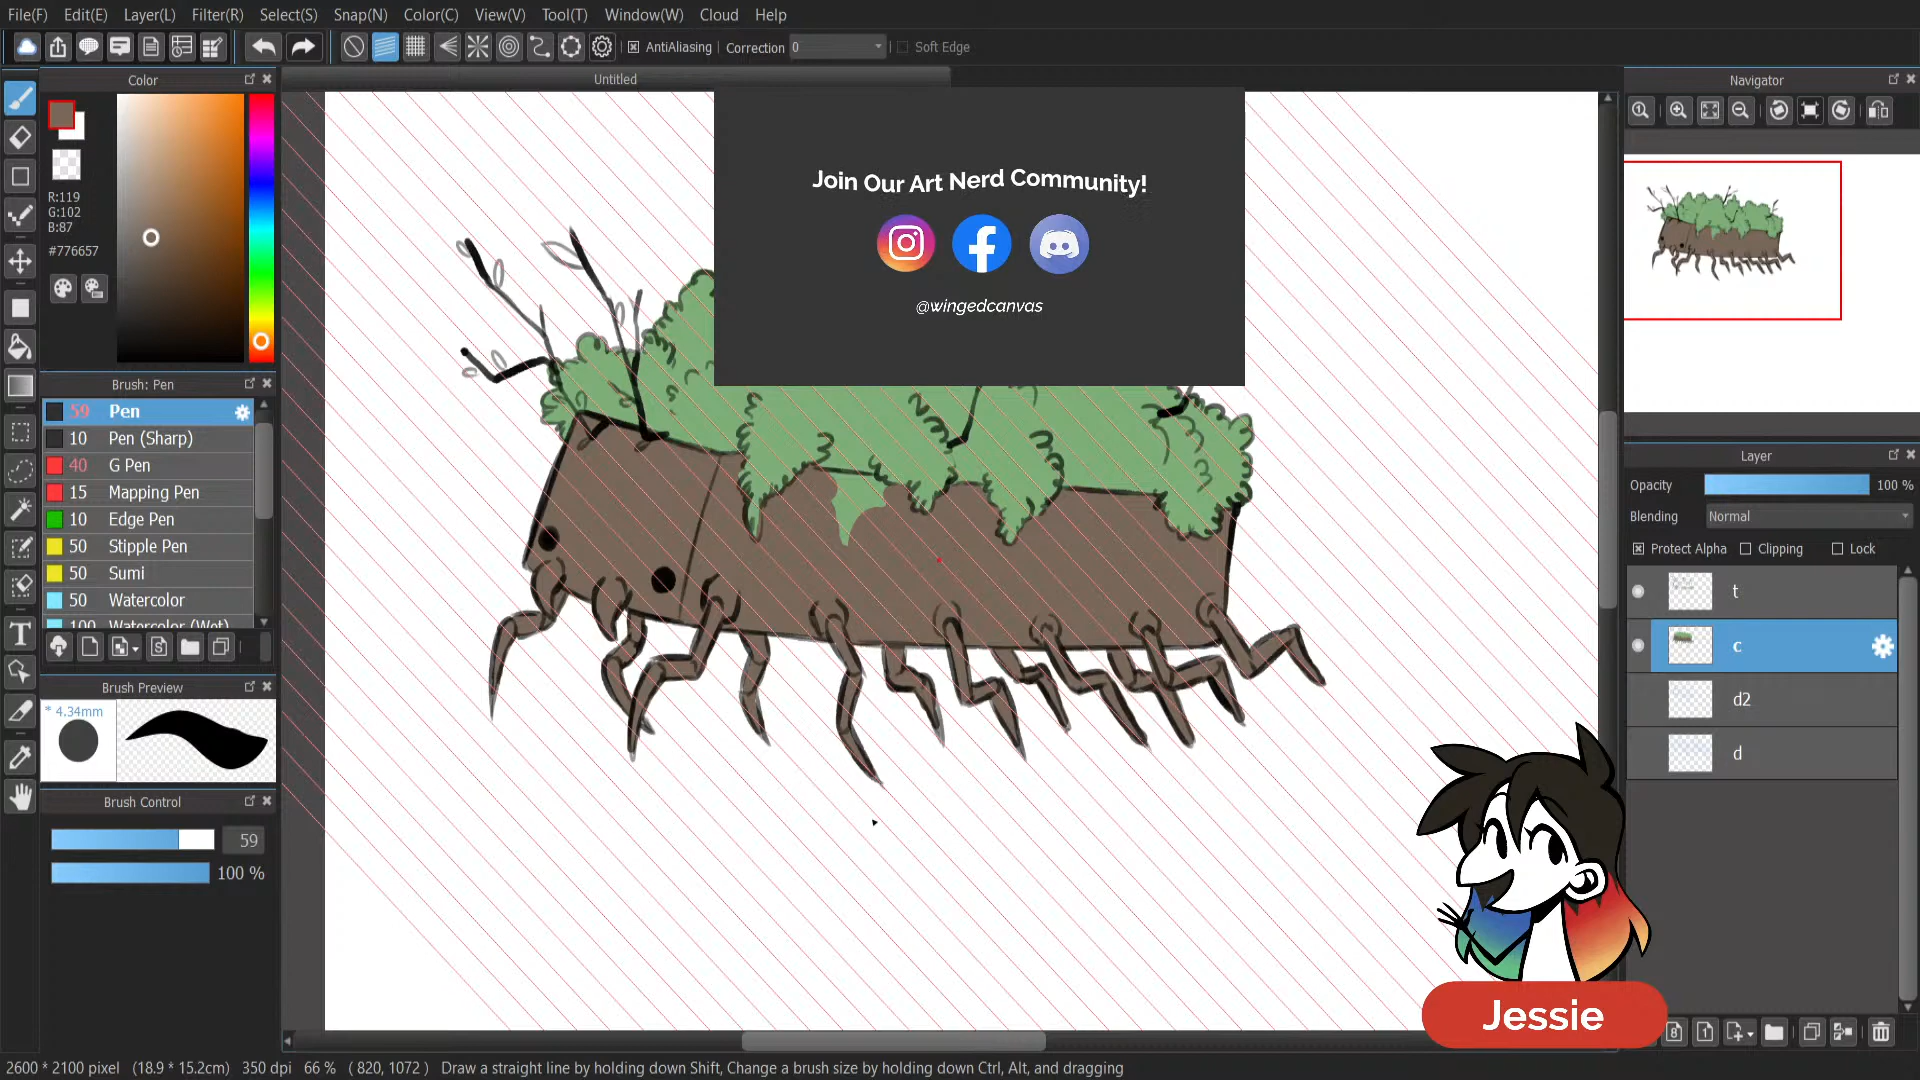 File(F) Edit(E) Layer(L) Filter(R) Select(S) Snap(N) Color(C) View(V) Tool(T) Window(W) Cloud Help
AntiAliasing Correction 0 Soft Edge
Color
Untitled
Navigator
R:119
G:102
B:87
#776657
Join Our Art Nerd Community!
@wingedcanvas
Brush: Pen
59 Pen
10 Pen (Sharp)
40 G Pen
15 Mapping Pen
10 Edge Pen
50 Stipple Pen
50 Sumi
50 Watercolor
100 Watercolor (Wet)
Brush Preview
* 4.34mm
Brush Control
59
100 %
Layer
Opacity 100 %
Blending Normal
Protect Alpha Clipping Lock
t
c
d2
d
Jessie
2600 * 2100 pixel (18.9 * 15.2cm) 350 dpi 66 % ( 820, 1072 ) Draw a straight line by holding down Shift, Change a brush size by holding down Ctrl, Alt, and dragging